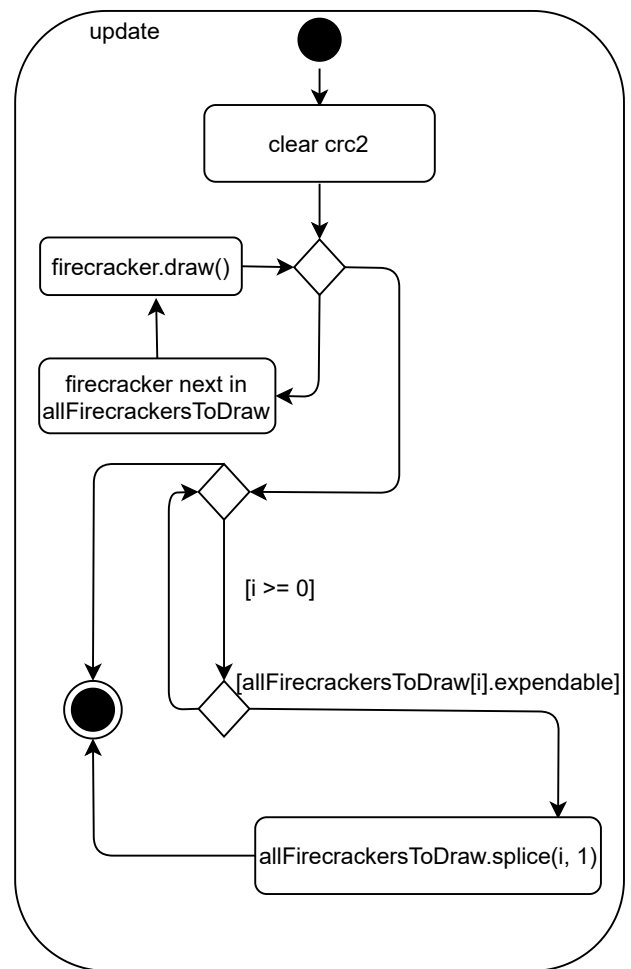 update
clear crc2
firecracker.draw()
firecracker next in
allFirecrackersToDraw
[i >= 0]
[allFirecrackersToDraw[i].expendable]
allFirecrackersToDraw.splice(i, 1)